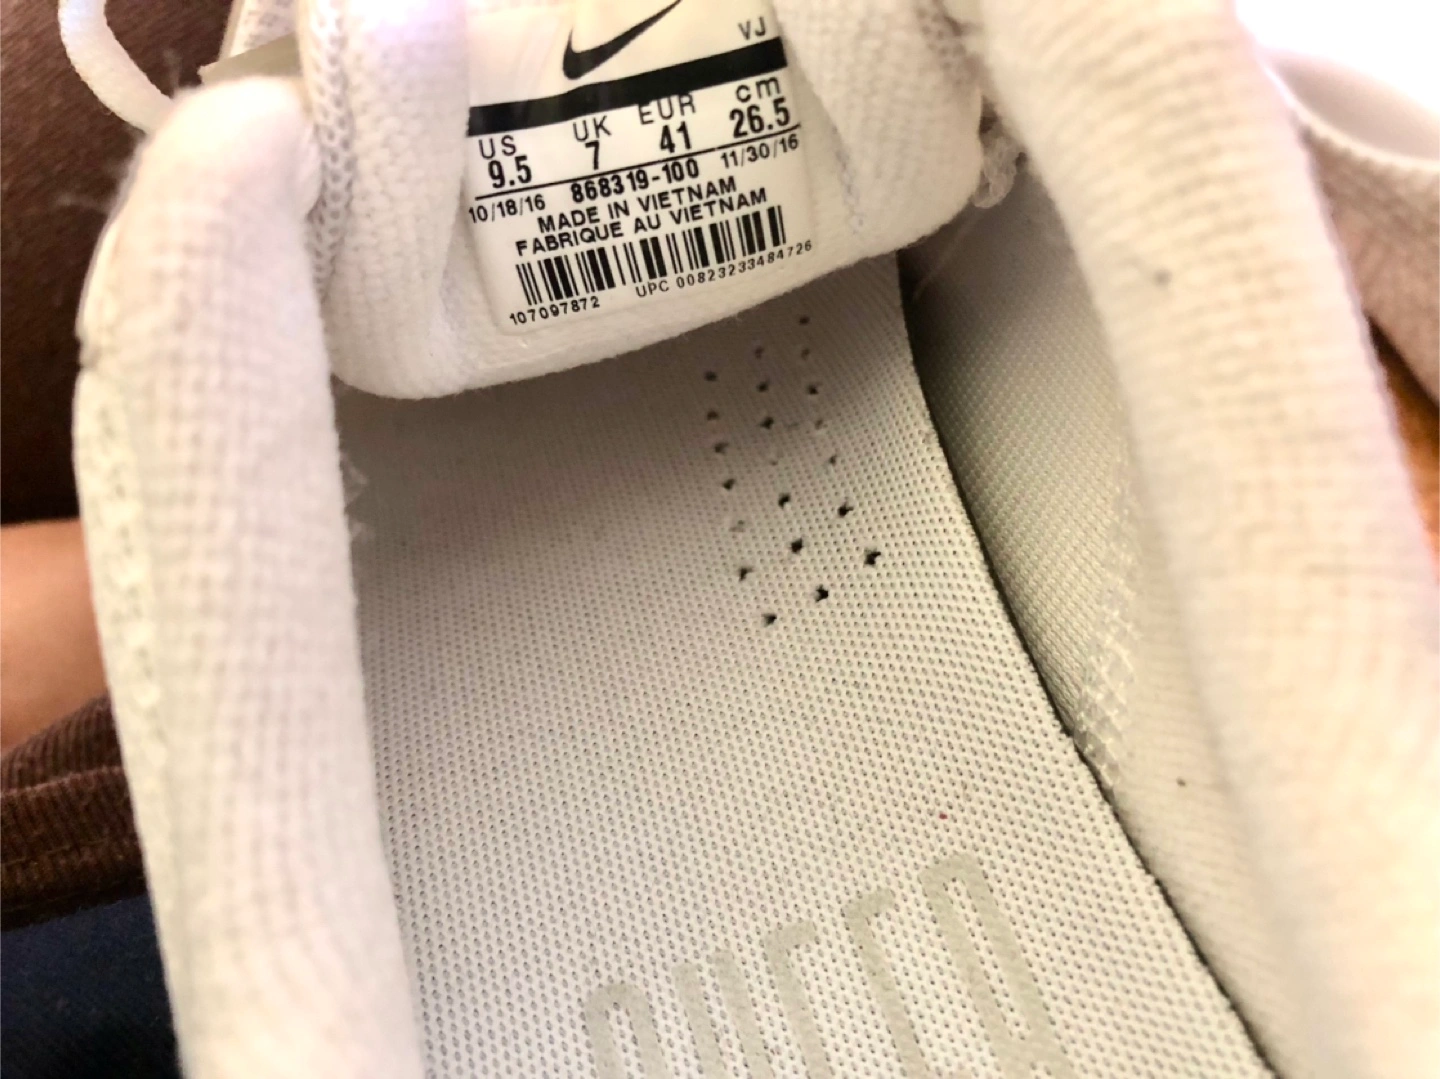 VJ
US UK EUR cm
9.5 7 41 26.5
10/18/16 868319-100 11/30/16
MADE IN VIETNAM
FABRIQUE AU VIETNAM
107097872 UPC 00823233484726